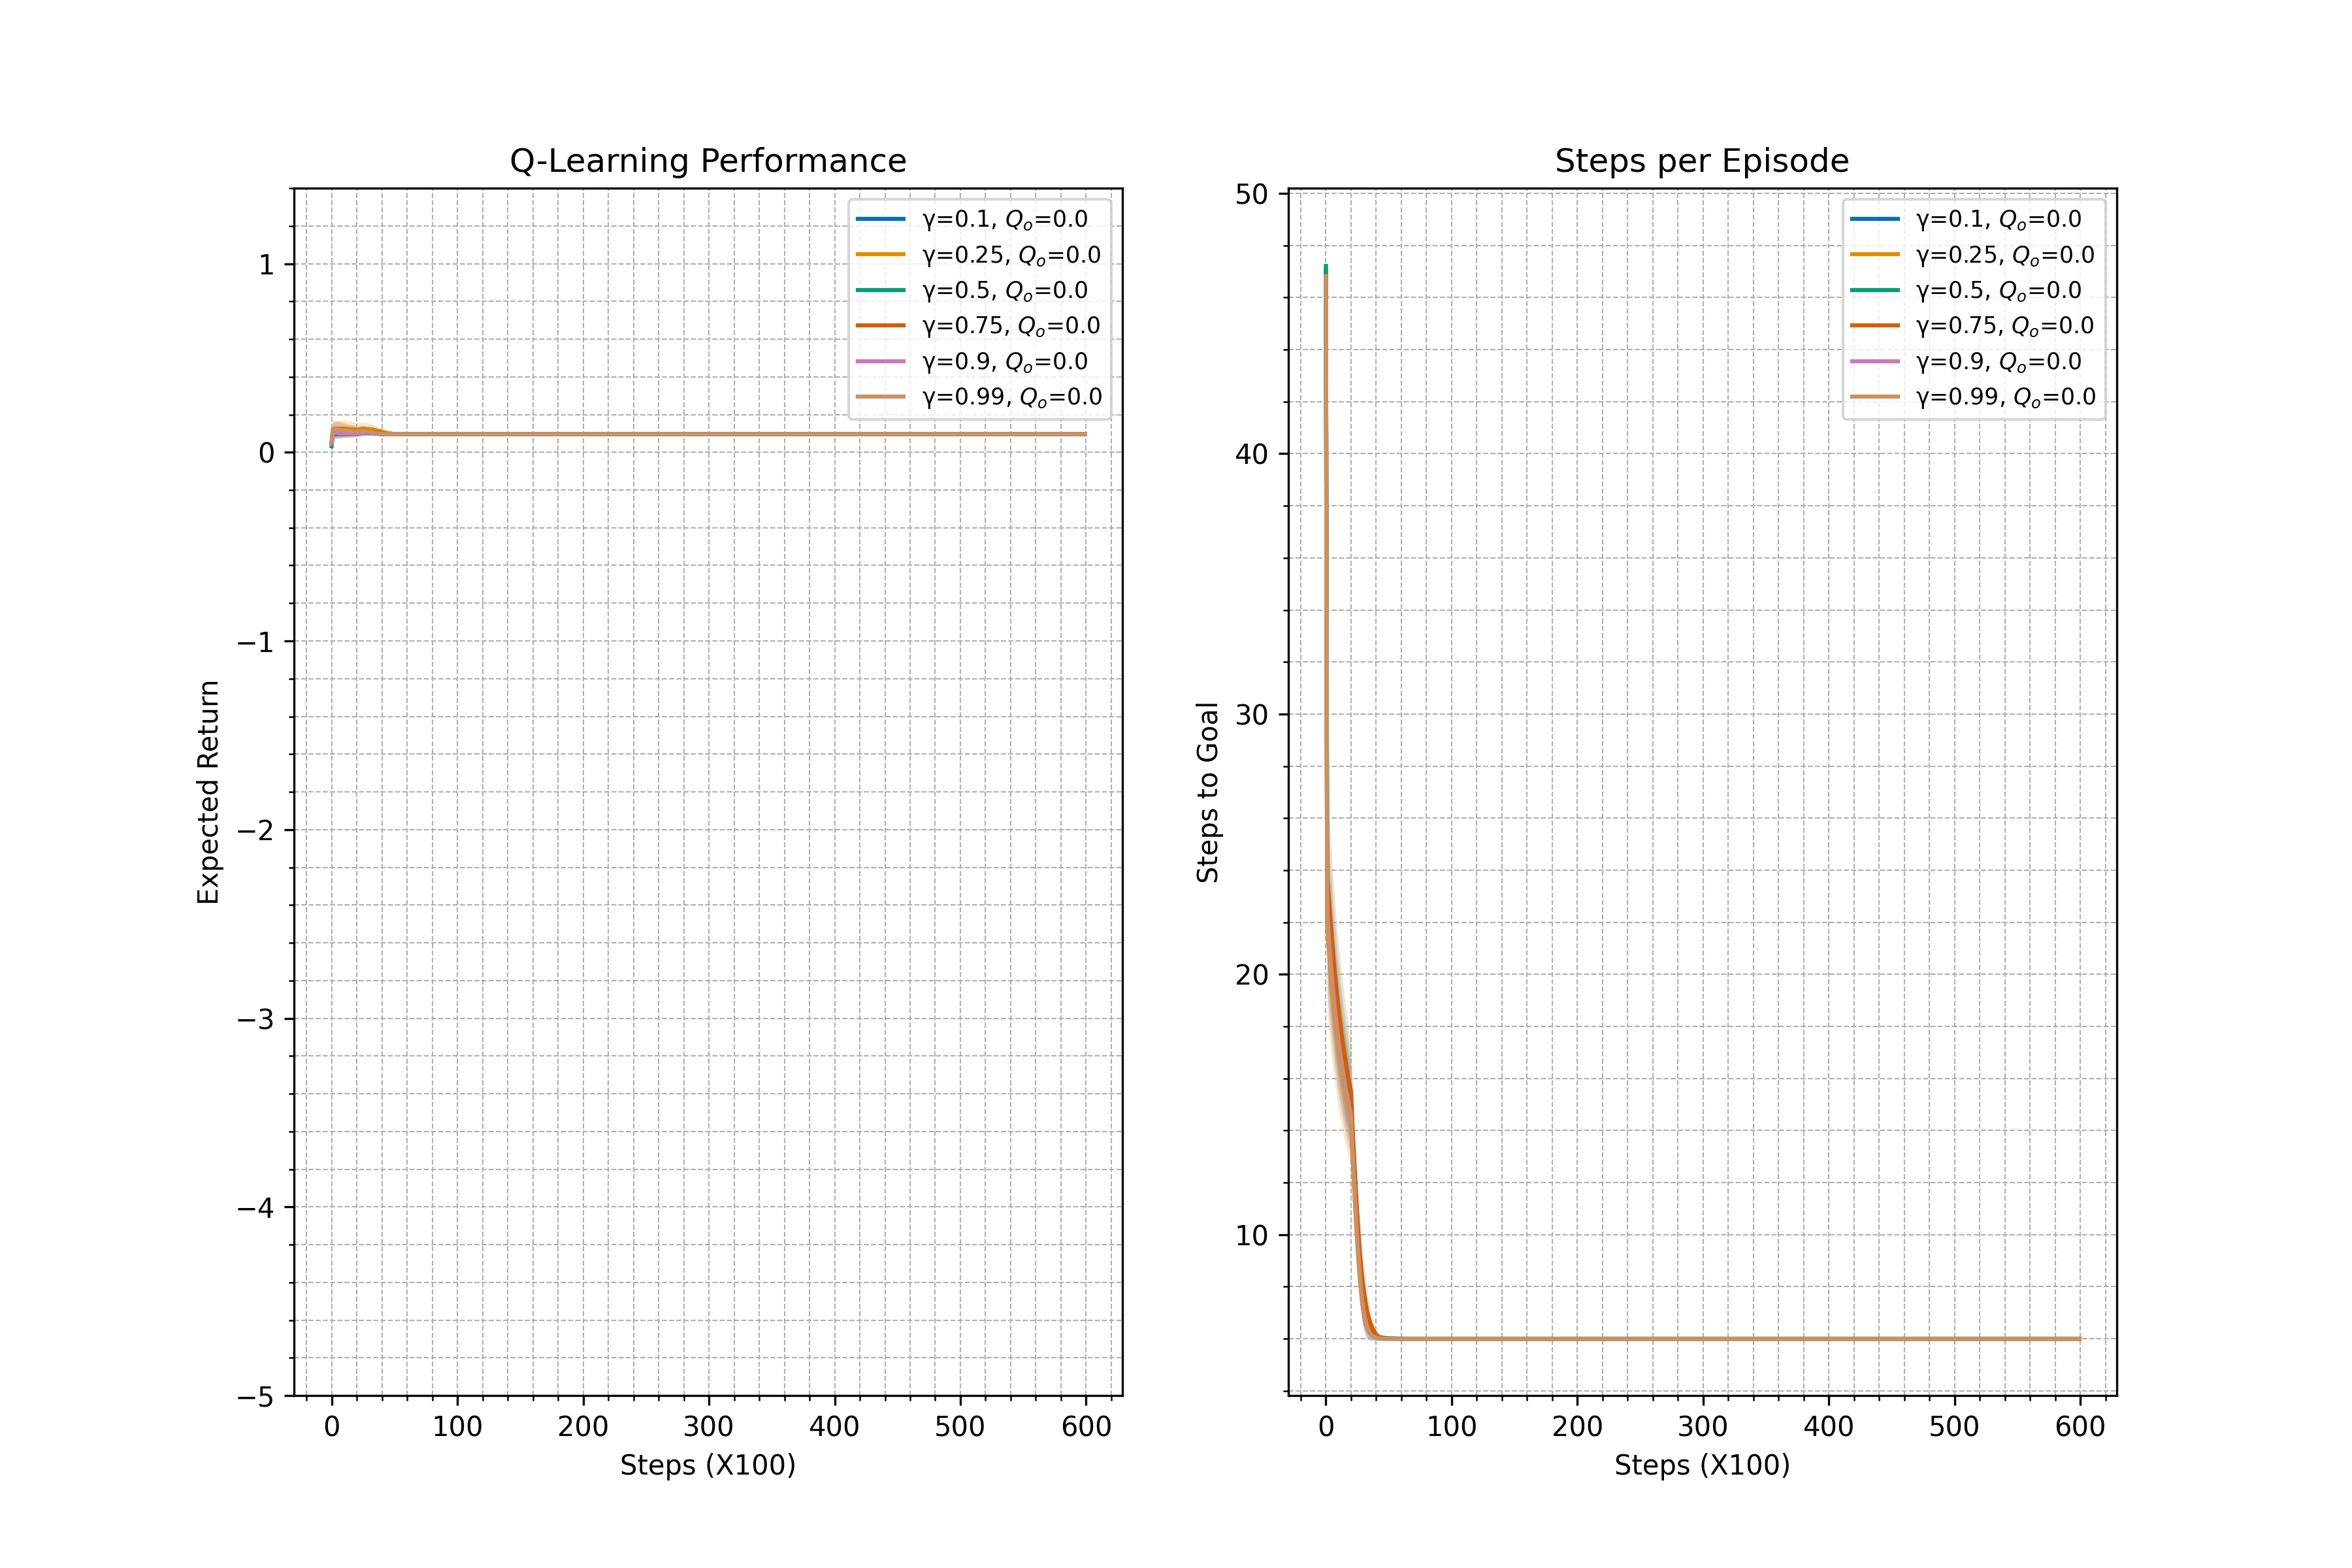 Q-Learning Performance
1
0
−1
−2
−3
−4
−5
Expected Return
0 100 200 300 400 500 600
Steps (X100)
γ=0.1, Qₒ=0.0
γ=0.25, Qₒ=0.0
γ=0.5, Qₒ=0.0
γ=0.75, Qₒ=0.0
γ=0.9, Qₒ=0.0
γ=0.99, Qₒ=0.0
Steps per Episode
50
40
30
20
10
Steps to Goal
0 100 200 300 400 500 600
Steps (X100)
γ=0.1, Qₒ=0.0
γ=0.25, Qₒ=0.0
γ=0.5, Qₒ=0.0
γ=0.75, Qₒ=0.0
γ=0.9, Qₒ=0.0
γ=0.99, Qₒ=0.0